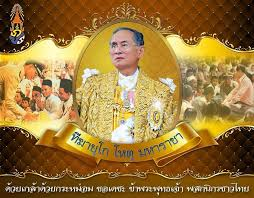 ทีฆายุโก โหตุ มหาราชา
ด้วยเกล้าด้วยกระหม่อม ขอเดชะ ข้าพระพุทธเจ้า พสกนิกรชาวไทย